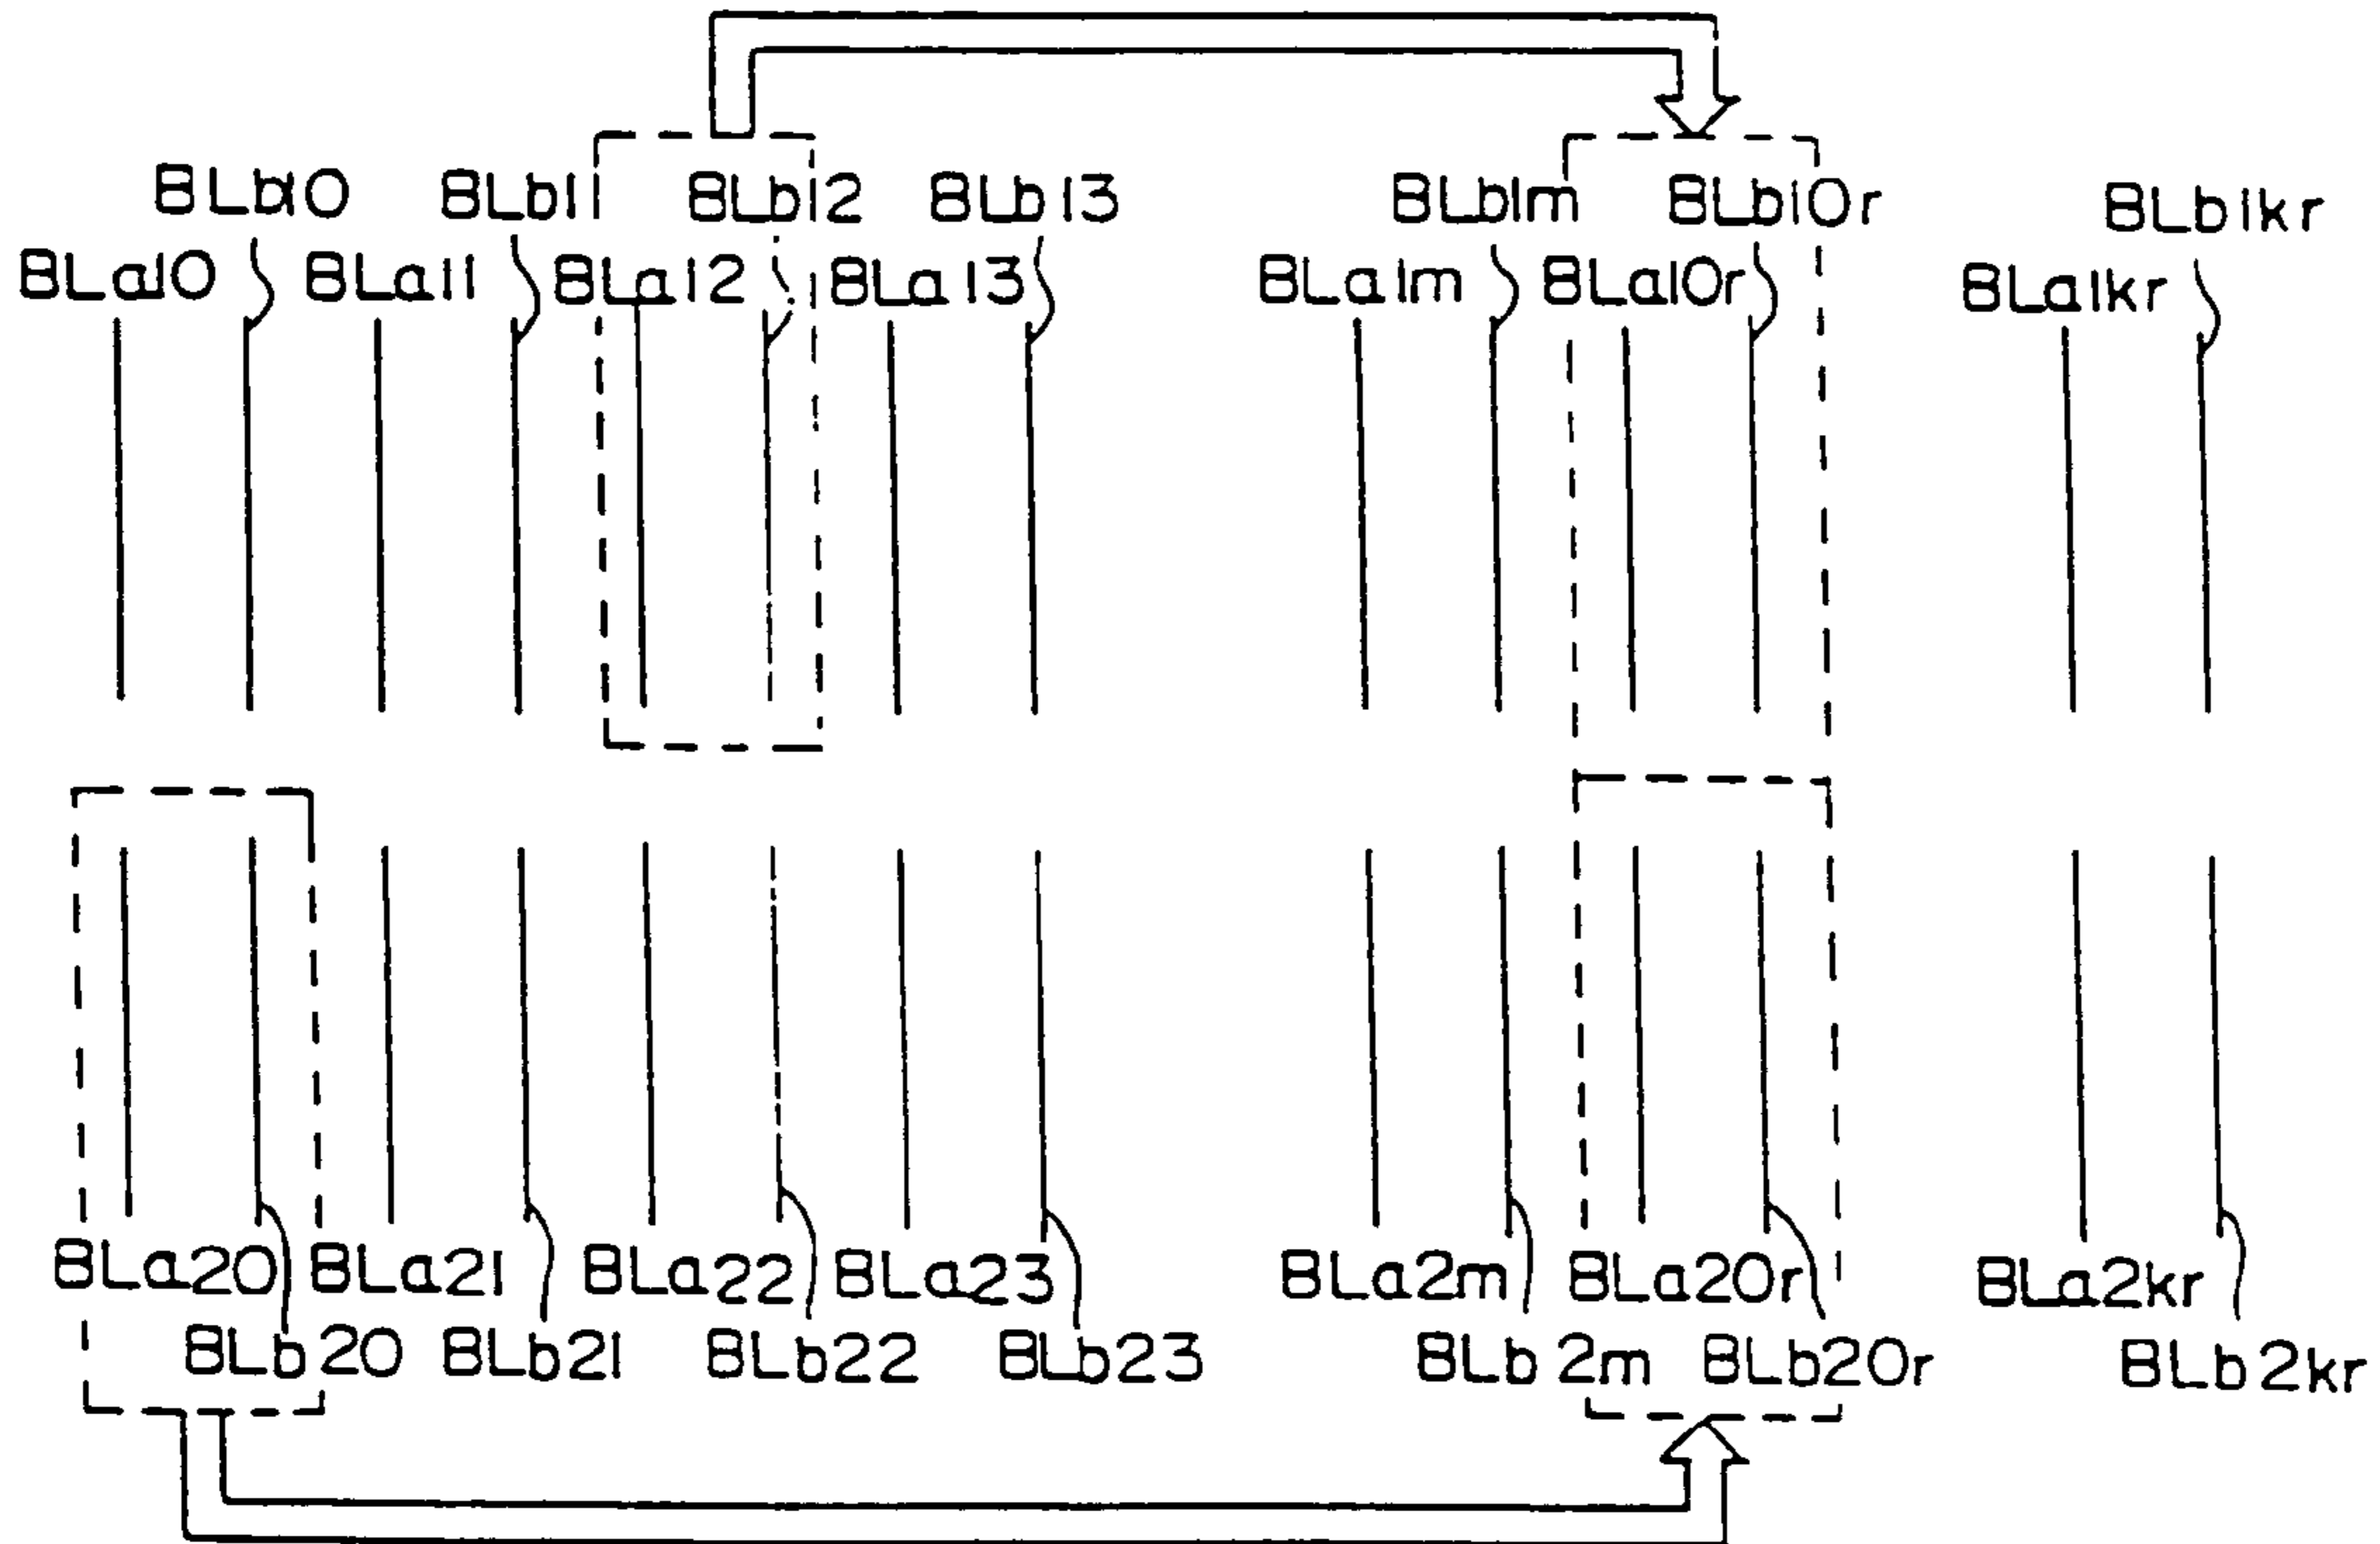 BLb10 BLb11 BLb12 BLb13 BLb1m BLb10r BLb1kr
BLa10 BLa11 BLa12 BLa13 BLa1m BLa10r BLa1kr
BLa20 BLa21 BLa22 BLa23 BLa2m BLa20r BLa2kr
BLb20 BLb21 BLb22 BLb23 BLb2m BLb20r BLb2kr